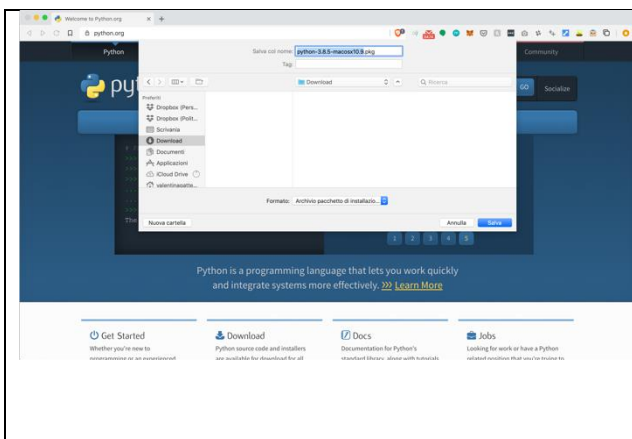 Welcome to Python.org
python.org
Python
Community
Salva col nome: python-3.8.5-macosx10.9.pkg
Tag:
Download
Ricerca
GO
Socialize
Preferiti
Dropbox (Pers...
Dropbox (Polit...
Scrivania
Download
Documenti
Applicazioni
iCloud Drive
valentinapatte...
Formato: Archivio pacchetto di installazio...
Nuova cartella
Annulla
Salva
1 2 3 4 5
Python is a programming language that lets you work quickly
and integrate systems more effectively. >>> Learn More
Get Started
Whether you're new to
programming or an experienced
Download
Python source code and installers
are available for download for all
Docs
Documentation for Python's
standard library, along with tutorials
Jobs
Looking for work or have a Python
related position that you're trying to